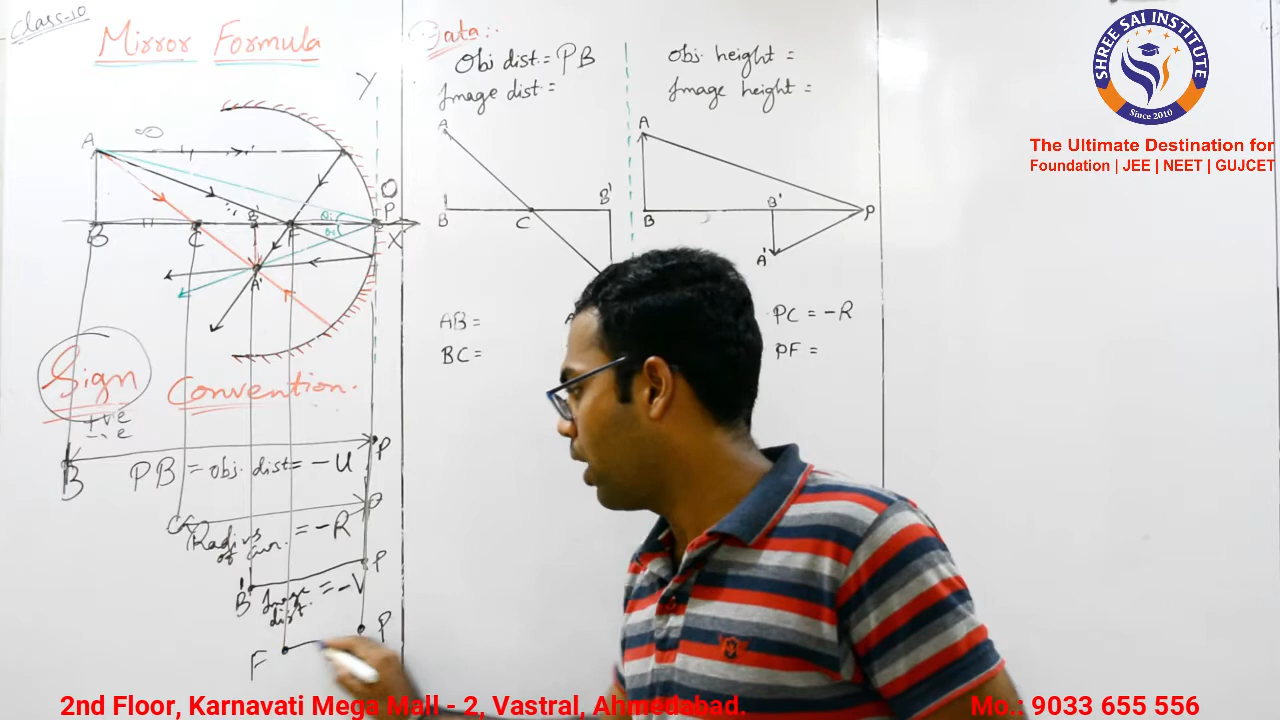 Class-10
Mirror Formula
Y
A
∞
O
P
B
C
B'
F
X
A'
Sign Convention.
+ve
-ve
B
P
PB = obj. dist = -U
Radius of cur. = -R
B'
P
Image dist. = -V
F
P
Data:-
Obj dist. = PB
Image dist =
Obj. height =
Image height =
A
B
C
B'
A
B
B'
P
A'
AB =
BC =
PC = -R
PF =
SHREE SAI INSTITUTE
Since 2010
The Ultimate Destination for
Foundation | JEE | NEET | GUJCET
2nd Floor, Karnavati Mega Mall - 2, Vastral, Ahmedabad.
Mo.: 9033 655 556